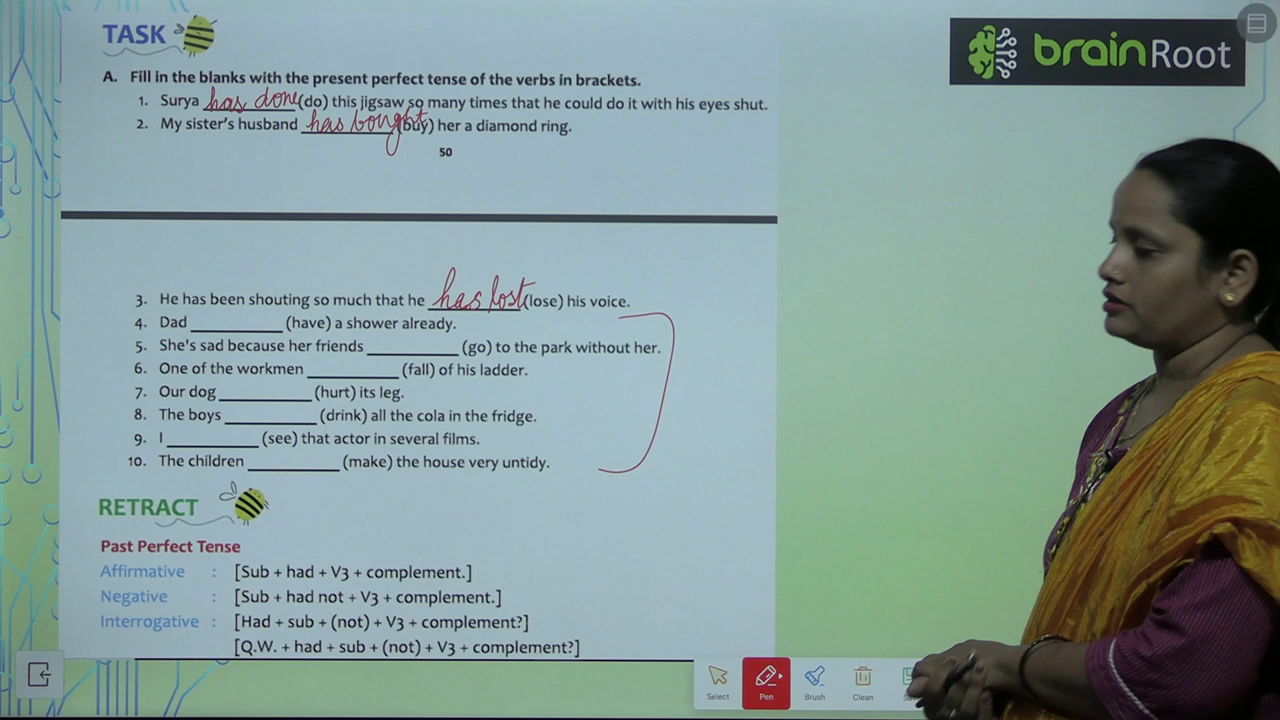 TASK
brainRoot
A. Fill in the blanks with the present perfect tense of the verbs in brackets.
1. Surya has done (do) this jigsaw so many times that he could do it with his eyes shut.
2. My sister's husband has bought (buy) her a diamond ring.
50
3. He has been shouting so much that he has lost (lose) his voice.
4. Dad __________ (have) a shower already.
5. She's sad because her friends __________ (go) to the park without her.
6. One of the workmen __________ (fall) of his ladder.
7. Our dog __________ (hurt) its leg.
8. The boys __________ (drink) all the cola in the fridge.
9. I __________ (see) that actor in several films.
10. The children __________ (make) the house very untidy.
RETRACT
Past Perfect Tense
Affirmative : [Sub + had + V3 + complement.]
Negative : [Sub + had not + V3 + complement.]
Interrogative : [Had + sub + (not) + V3 + complement?]
[Q.W. + had + sub + (not) + V3 + complement?]
Select Pen Brush Clean